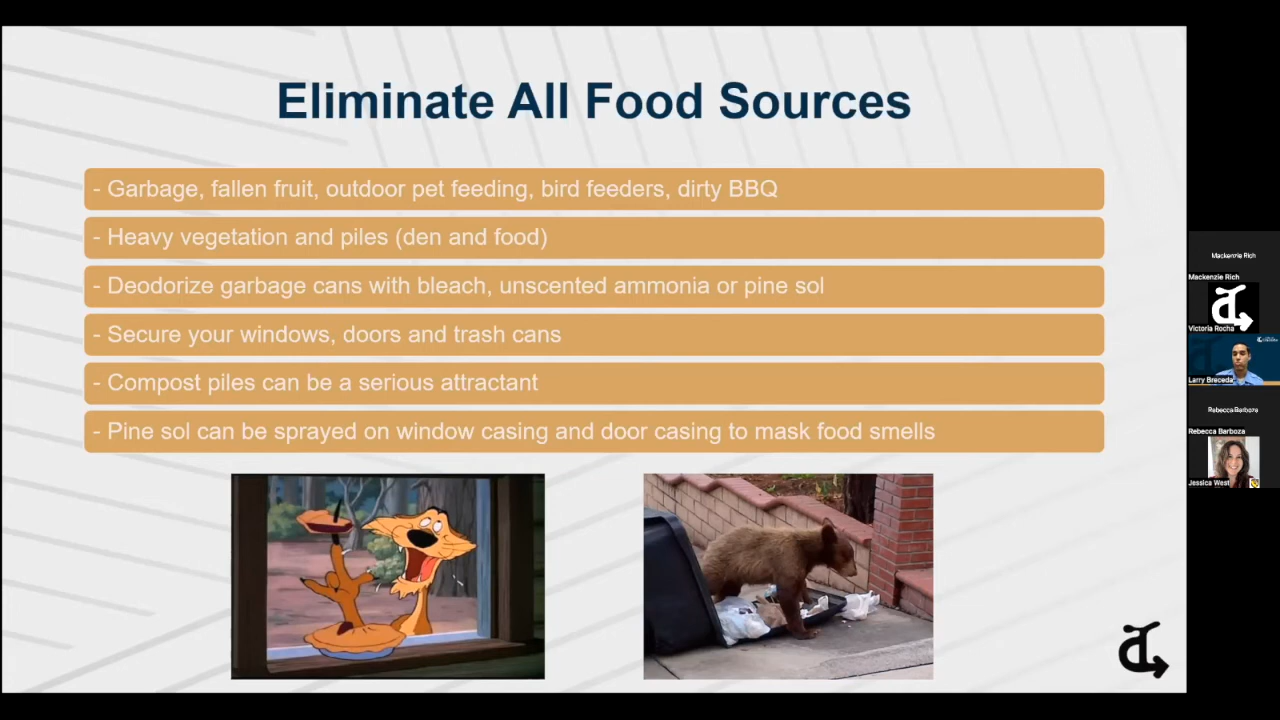 Eliminate All Food Sources
- Garbage, fallen fruit, outdoor pet feeding, bird feeders, dirty BBQ
- Heavy vegetation and piles (den and food)
- Deodorize garbage cans with bleach, unscented ammonia or pine sol
- Secure your windows, doors and trash cans
- Compost piles can be a serious attractant
- Pine sol can be sprayed on window casing and door casing to mask food smells
Mackenzie Rich
Mackenzie Rich
Victoria Rocha
Larry Breceda
Rebecca Barboza
Rebecca Barboza
Jessica West